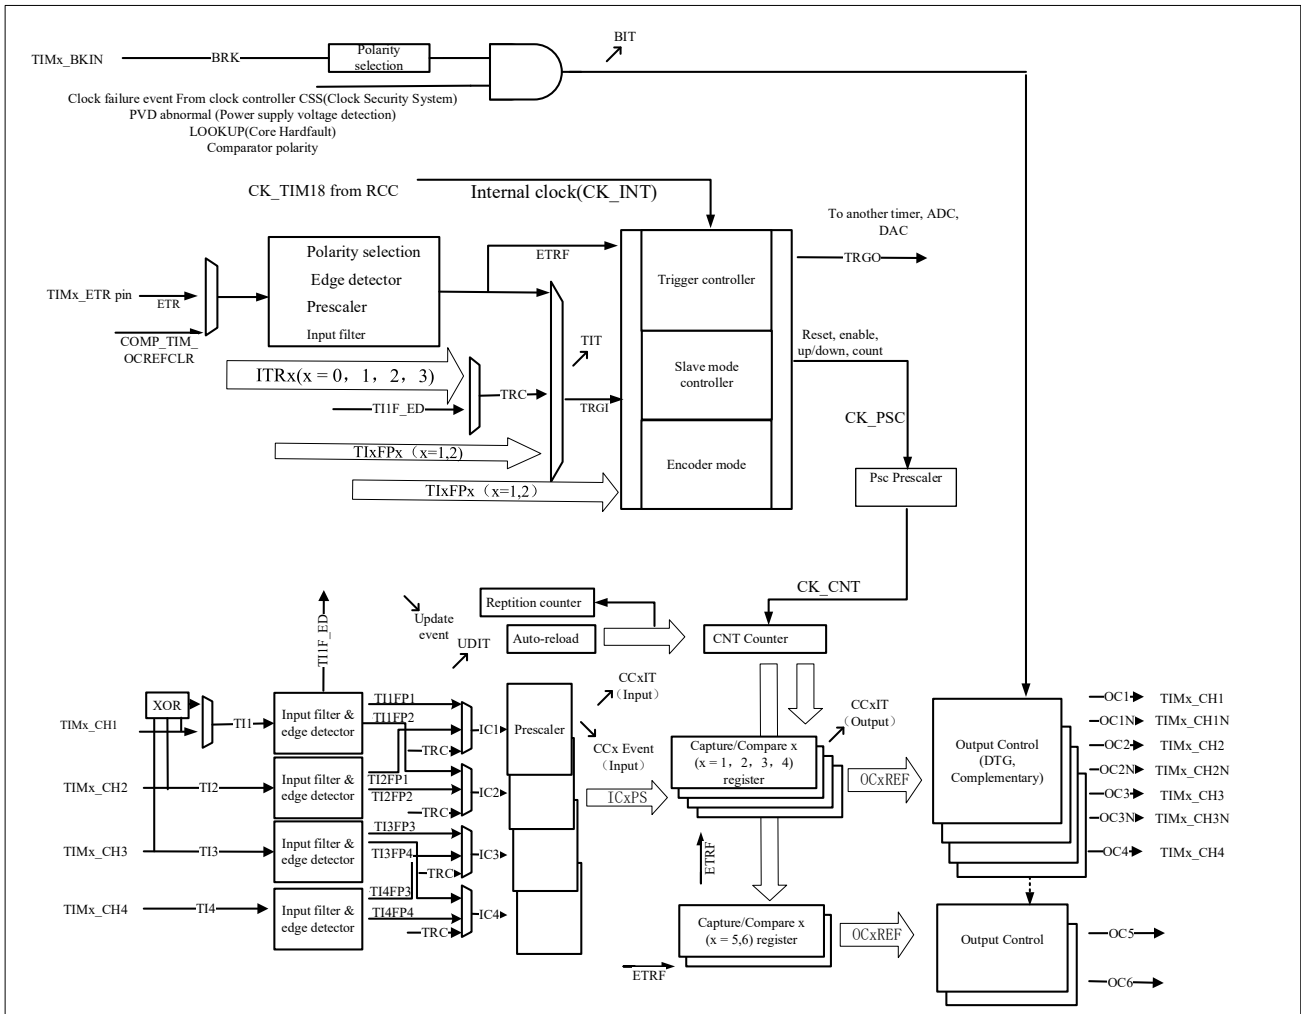 BIT
TIMx_BKIN
BRK
Polarity
selection
Clock failure event From clock controller CSS(Clock Security System)
PVD abnormal (Power supply voltage detection)
LOOKUP(Core Hardfault)
Comparator polarity
CK_TIM18 from RCC
Internal clock(CK_INT)
To another timer, ADC,
DAC
TRGO
Polarity selection
Edge detector
Prescaler
Input filter
ETRF
Trigger controller
TIMx_ETR pin
ETR
COMP_TIM_
OCREFCLR
TIT
Reset, enable,
up/down, count
ITRx(x = 0, 1, 2, 3)
Slave mode
controller
TI1F_ED
TRC
TRGI
CK_PSC
TIxFPx（x=1,2)
Encoder mode
Psc Prescaler
TIxFPx（x=1,2）
CK_CNT
Reptition counter
Update
event
TI1F_ED
UDIT
Auto-reload
CNT Counter
CCxIT
（Input）
XOR
TIMx_CH1
TI1
Input filter &
edge detector
TI1FP1
TI1FP2
TRC
IC1
Prescaler
CCx Event
(Input)
CCxIT
（Output）
TIMx_CH2
TI2
Input filter &
edge detector
TI2FP1
TI2FP2
TRC
IC2
ICxPS
Capture/Compare x
(x = 1, 2, 3, 4)
register
OCxREF
Output Control
(DTG,
Complementary)
OC1
TIMx_CH1
OC1N
TIMx_CH1N
OC2
TIMx_CH2
OC2N
TIMx_CH2N
OC3
TIMx_CH3
OC3N
TIMx_CH3N
OC4
TIMx_CH4
TIMx_CH3
TI3
Input filter &
edge detector
TI3FP3
TI3FP4
TRC
IC3
ETRF
TIMx_CH4
TI4
Input filter &
edge detector
TI4FP3
TI4FP4
TRC
IC4
Capture/Compare x
(x = 5,6) register
OCxREF
Output Control
OC5
OC6
ETRF